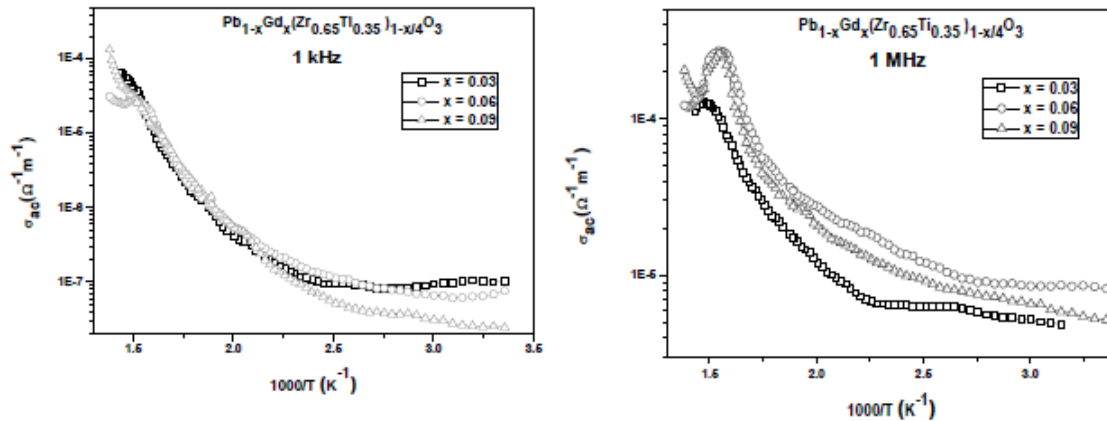 Pb1-xGdx(Zr0.65Ti0.35)1-x/4O3
1 kHz
x = 0.03
x = 0.06
x = 0.09
1E-4
1E-5
1E-6
1E-7
σac(Ω-1m-1)
1.5 2.0 2.5 3.0 3.5
1000/T (K-1)
Pb1-xGdx(Zr0.65Ti0.35)1-x/4O3
1 MHz
x = 0.03
x = 0.06
x = 0.09
1E-4
1E-5
σac(Ω-1m-1)
1.5 2.0 2.5 3.0
1000/T (K-1)